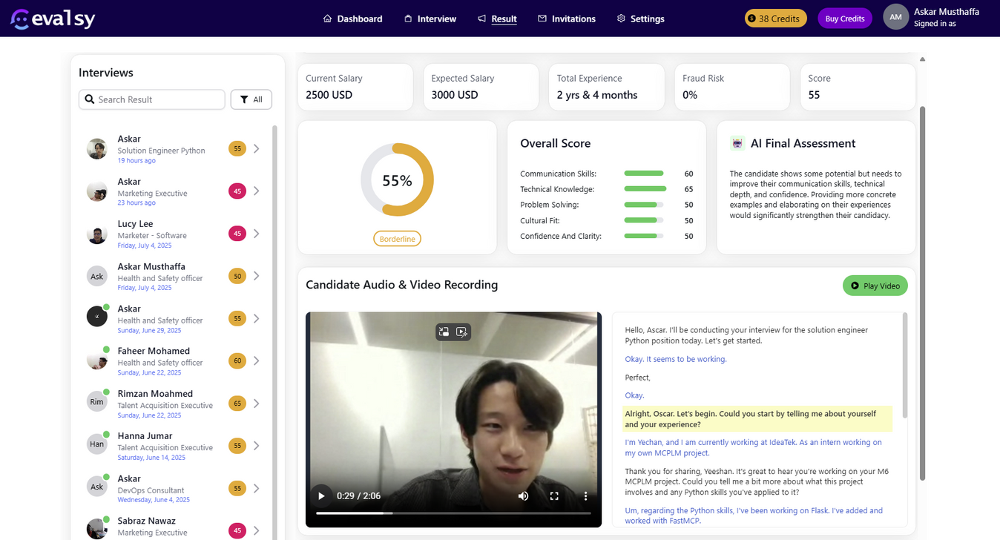 evalsy
Dashboard
Interview
Result
Invitations
Settings
38 Credits
Buy Credits
AM
Askar Musthaffa
Signed in as
Interviews
Search Result
All
Askar
Solution Engineer Python
19 hours ago
55
Askar
Marketing Executive
23 hours ago
45
Lucy Lee
Marketer - Software
Friday, July 4, 2025
45
Ask
Askar Musthaffa
Health and Safety officer
Friday, July 4, 2025
50
Askar
Health and Safety officer
Sunday, June 29, 2025
55
Faheer Mohamed
Health and Safety officer
Sunday, June 22, 2025
60
Rim
Rimzan Moahmed
Talent Acquisition Executive
Sunday, June 22, 2025
65
Han
Hanna Jumar
Talent Acquisition Executive
Saturday, June 14, 2025
55
Ask
Askar
DevOps Consultant
Wednesday, June 4, 2025
55
Sabraz Nawaz
Marketing Executive
45
Current Salary
2500 USD
Expected Salary
3000 USD
Total Experience
2 yrs & 4 months
Fraud Risk
0%
Score
55
55%
Borderline
Overall Score
Communication Skills: 60
Technical Knowledge: 65
Problem Solving: 50
Cultural Fit: 50
Confidence And Clarity: 50
AI Final Assessment
The candidate shows some potential but needs to
improve their communication skills, technical
depth, and confidence. Providing more concrete
examples and elaborating on their experiences
would significantly strengthen their candidacy.
Candidate Audio & Video Recording
Play Video
0:29 / 2:06
Hello, Ascar. I'll be conducting your interview for the solution engineer
Python position today. Let's get started.
Okay. It seems to be working.
Perfect,
Okay.
Alright, Oscar. Let's begin. Could you start by telling me about yourself
and your experience?
I'm Yechan, and I am currently working at IdeaTek. As an intern working on
my own MCPLM project.
Thank you for sharing, Yeeshan. It's great to hear you're working on your M6
MCPLM project. Could you tell me a bit more about what this project
involves and any Python skills you've applied to it?
Um, regarding the Python skills, I've been working on Flask. I've added and
worked with FastMCP.